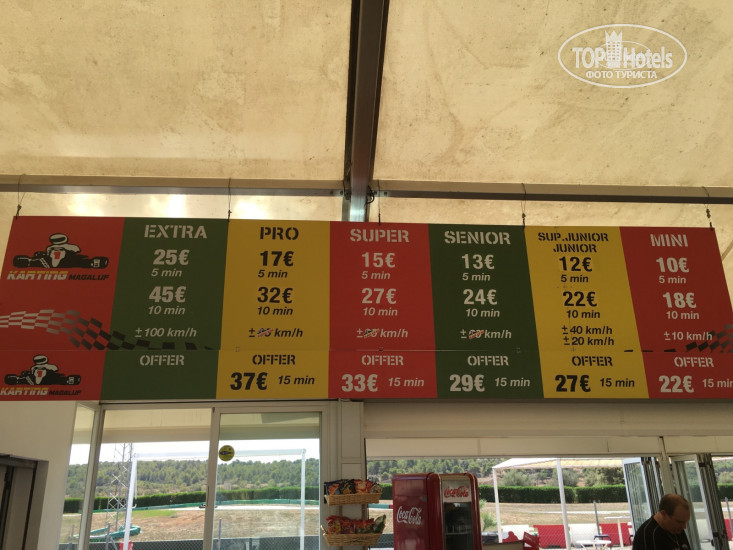 TOP Hotels
ФОТО ТУРИСТА
KARTING MAGALUF
EXTRA
25€
5 min
45€
10 min
±100 km/h
OFFER
PRO
17€
5 min
32€
10 min
± km/h
OFFER
37€ 15 min
SUPER
15€
5 min
27€
10 min
± km/h
OFFER
33€ 15 min
SENIOR
13€
5 min
24€
10 min
± km/h
OFFER
29€ 15 min
SUP.JUNIOR
JUNIOR
12€
5 min
22€
10 min
±40 km/h
±20 km/h
OFFER
27€ 15 min
MINI
10€
5 min
18€
10 min
±10 km/h
OFFER
22€ 15 min
KARTING MAGALUF
Coca-Cola
Coca-Cola